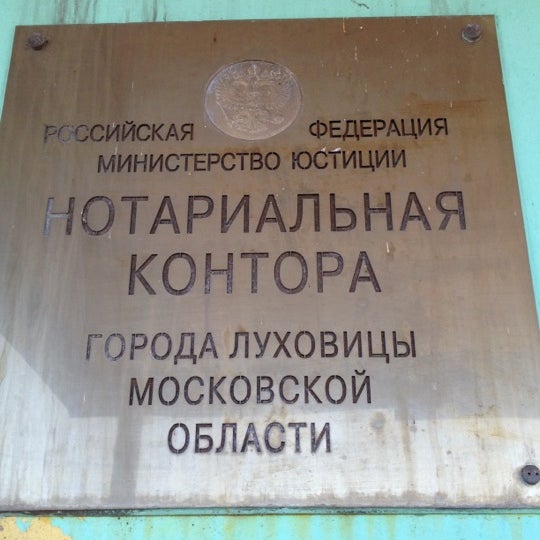 РОССИЙСКАЯ ФЕДЕРАЦИЯ
МИНИСТЕРСТВО ЮСТИЦИИ
НОТАРИАЛЬНАЯ
КОНТОРА
ГОРОДА ЛУХОВИЦЫ
МОСКОВСКОЙ
ОБЛАСТИ